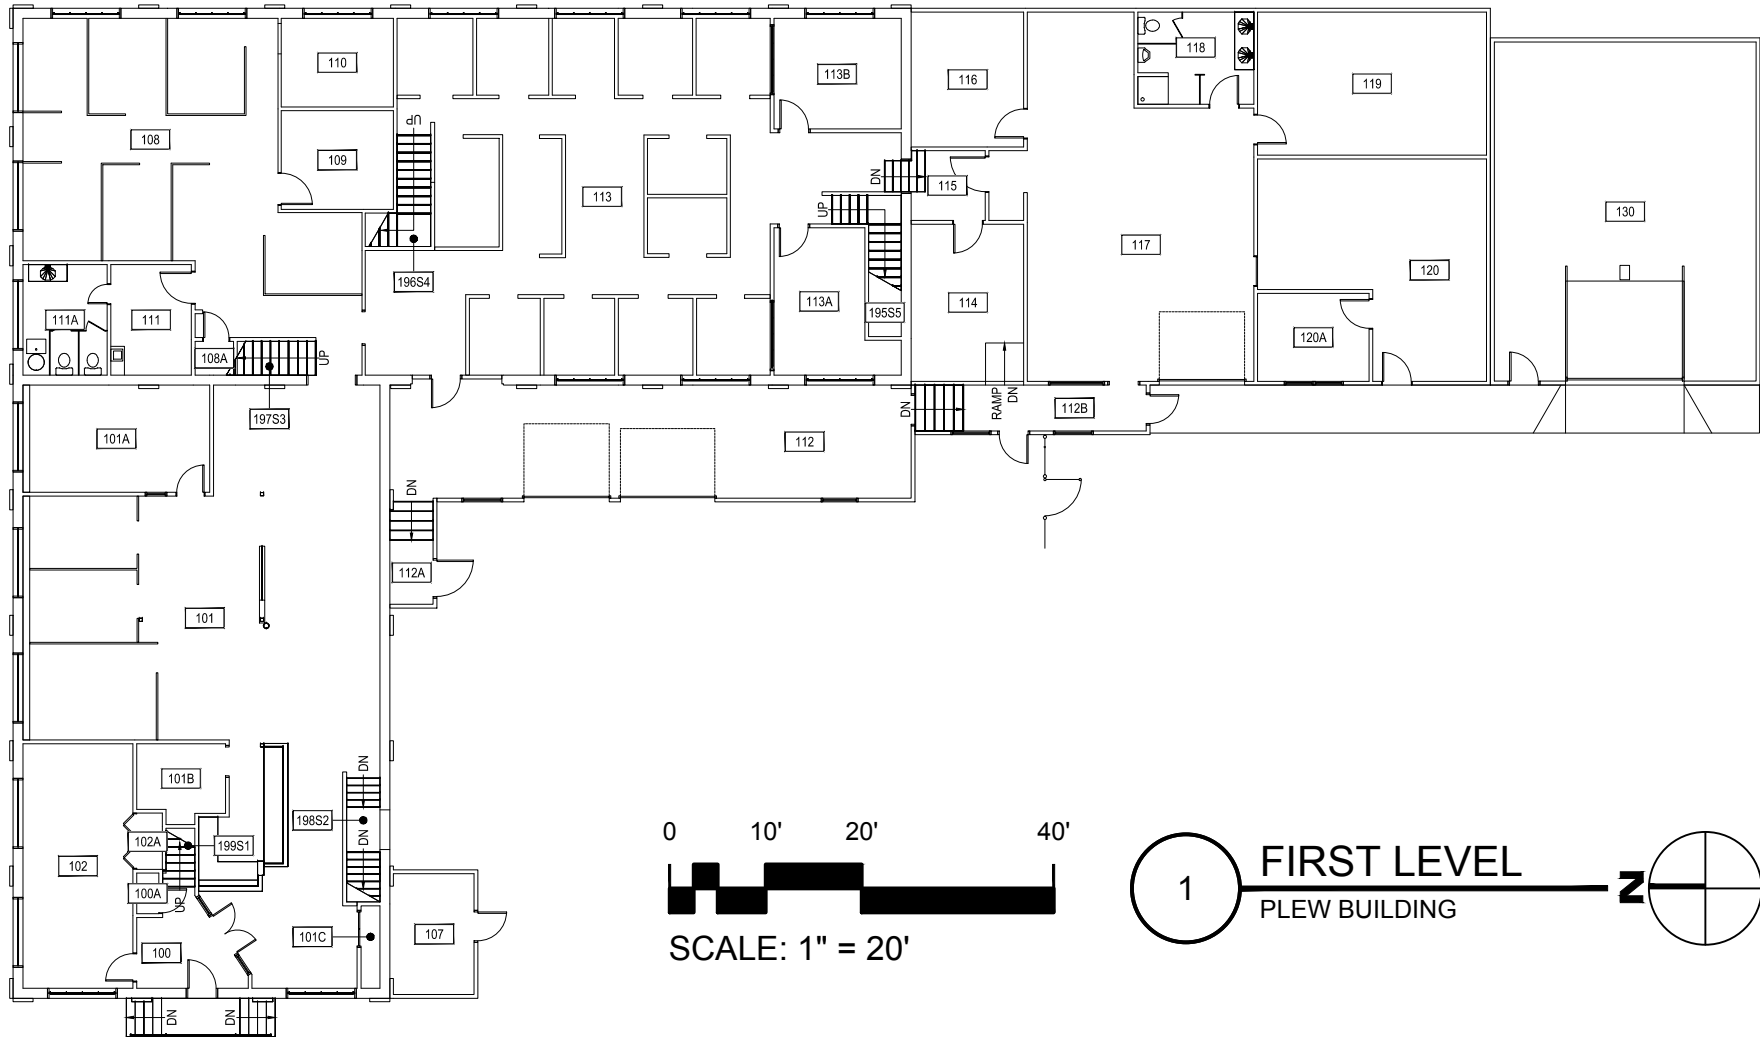 118
110
113B
116
119
UP
108
109
DN
115
113
UP
130
117
120
196S4
113A
114
111A
111
195S5
120A
108A
UP
197S3
RAMP
DN
DN
112B
101A
112
DN
112A
101
101B
DN
198S2
DN
102A
199S1
102
100A
UP
100
101C
107
DN
DN
0 10' 20' 40'
SCALE: 1" = 20'
1
FIRST LEVEL
PLEW BUILDING
N